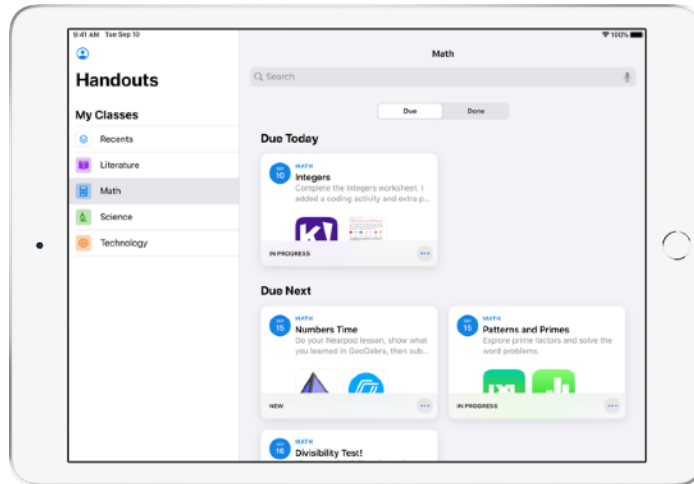 9:41 AM Tue Sep 10
100%
Handouts
My Classes
Recents
Literature
Math
Science
Technology
Math
Search
Due
Done
Due Today
SEP
10
MATH
Integers
Complete the integers worksheet. I
added a coding activity and extra p...
K!
IN PROGRESS
Due Next
SEP
15
MATH
Numbers Time
Do your Nearpod lesson, show what
you learned in GeoGebra, then sub...
NEW
SEP
15
MATH
Patterns and Primes
Explore prime factors and solve the
word problems.
IXL
IN PROGRESS
SEP
16
MATH
Divisibility Test!